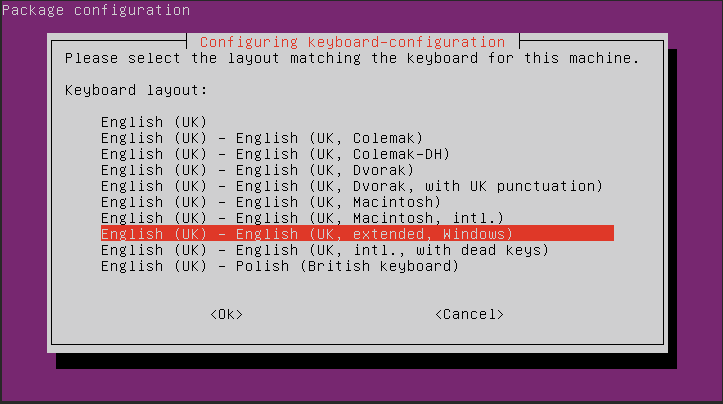 Package configuration
Configuring keyboard-configuration
Please select the layout matching the keyboard for this machine.
Keyboard layout:
English (UK)
English (UK) - English (UK, Colemak)
English (UK) - English (UK, Colemak-DH)
English (UK) - English (UK, Dvorak)
English (UK) - English (UK, Dvorak, with UK punctuation)
English (UK) - English (UK, Macintosh)
English (UK) - English (UK, Macintosh, intl.)
English (UK) - English (UK, extended, Windows)
English (UK) - English (UK, intl., with dead keys)
English (UK) - Polish (British keyboard)
<Ok> <Cancel>